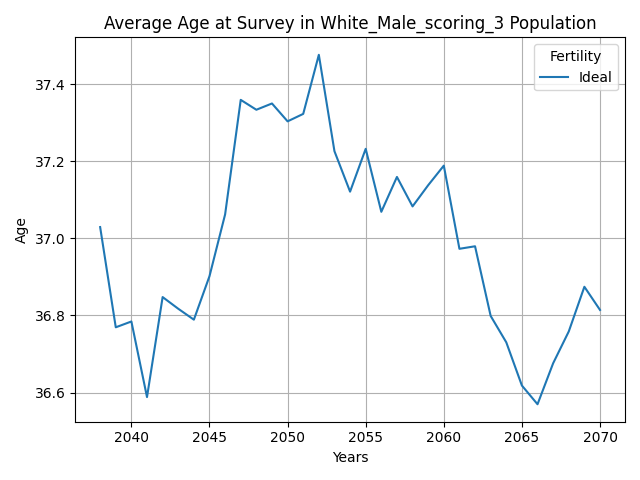 Average Age at Survey in White_Male_scoring_3 Population
Fertility
Ideal
37.4
37.2
37.0
36.8
36.6
Age
2040 2045 2050 2055 2060 2065 2070
Years